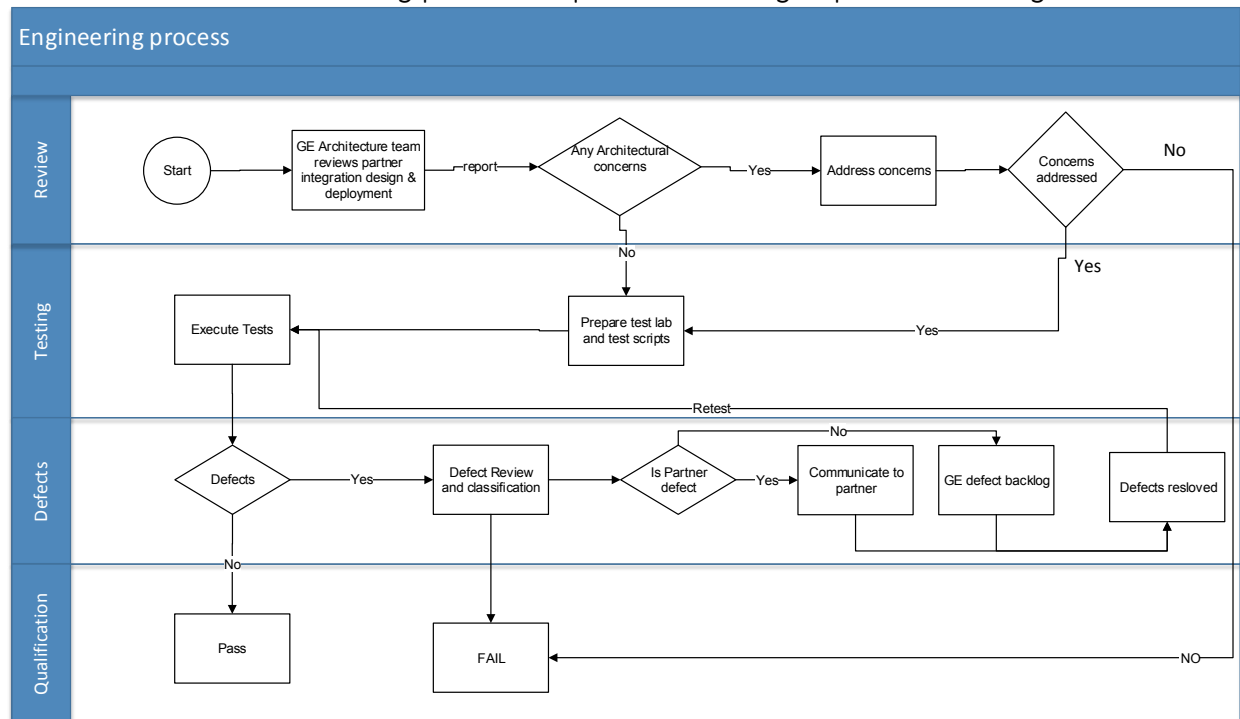 Engineering process
Review
Start
GE Architecture team
reviews partner
integration design &
deployment
report
Any Architectural
concerns
Yes
Address concerns
Concerns
addressed
No
No
Yes
Testing
Execute Tests
Prepare test lab
and test scripts
Yes
Retest
Defects
Defects
Yes
Defect Review
and classification
Is Partner
defect
No
Yes
Communicate to
partner
GE defect backlog
Defects resloved
No
Qualification
Pass
FAIL
NO